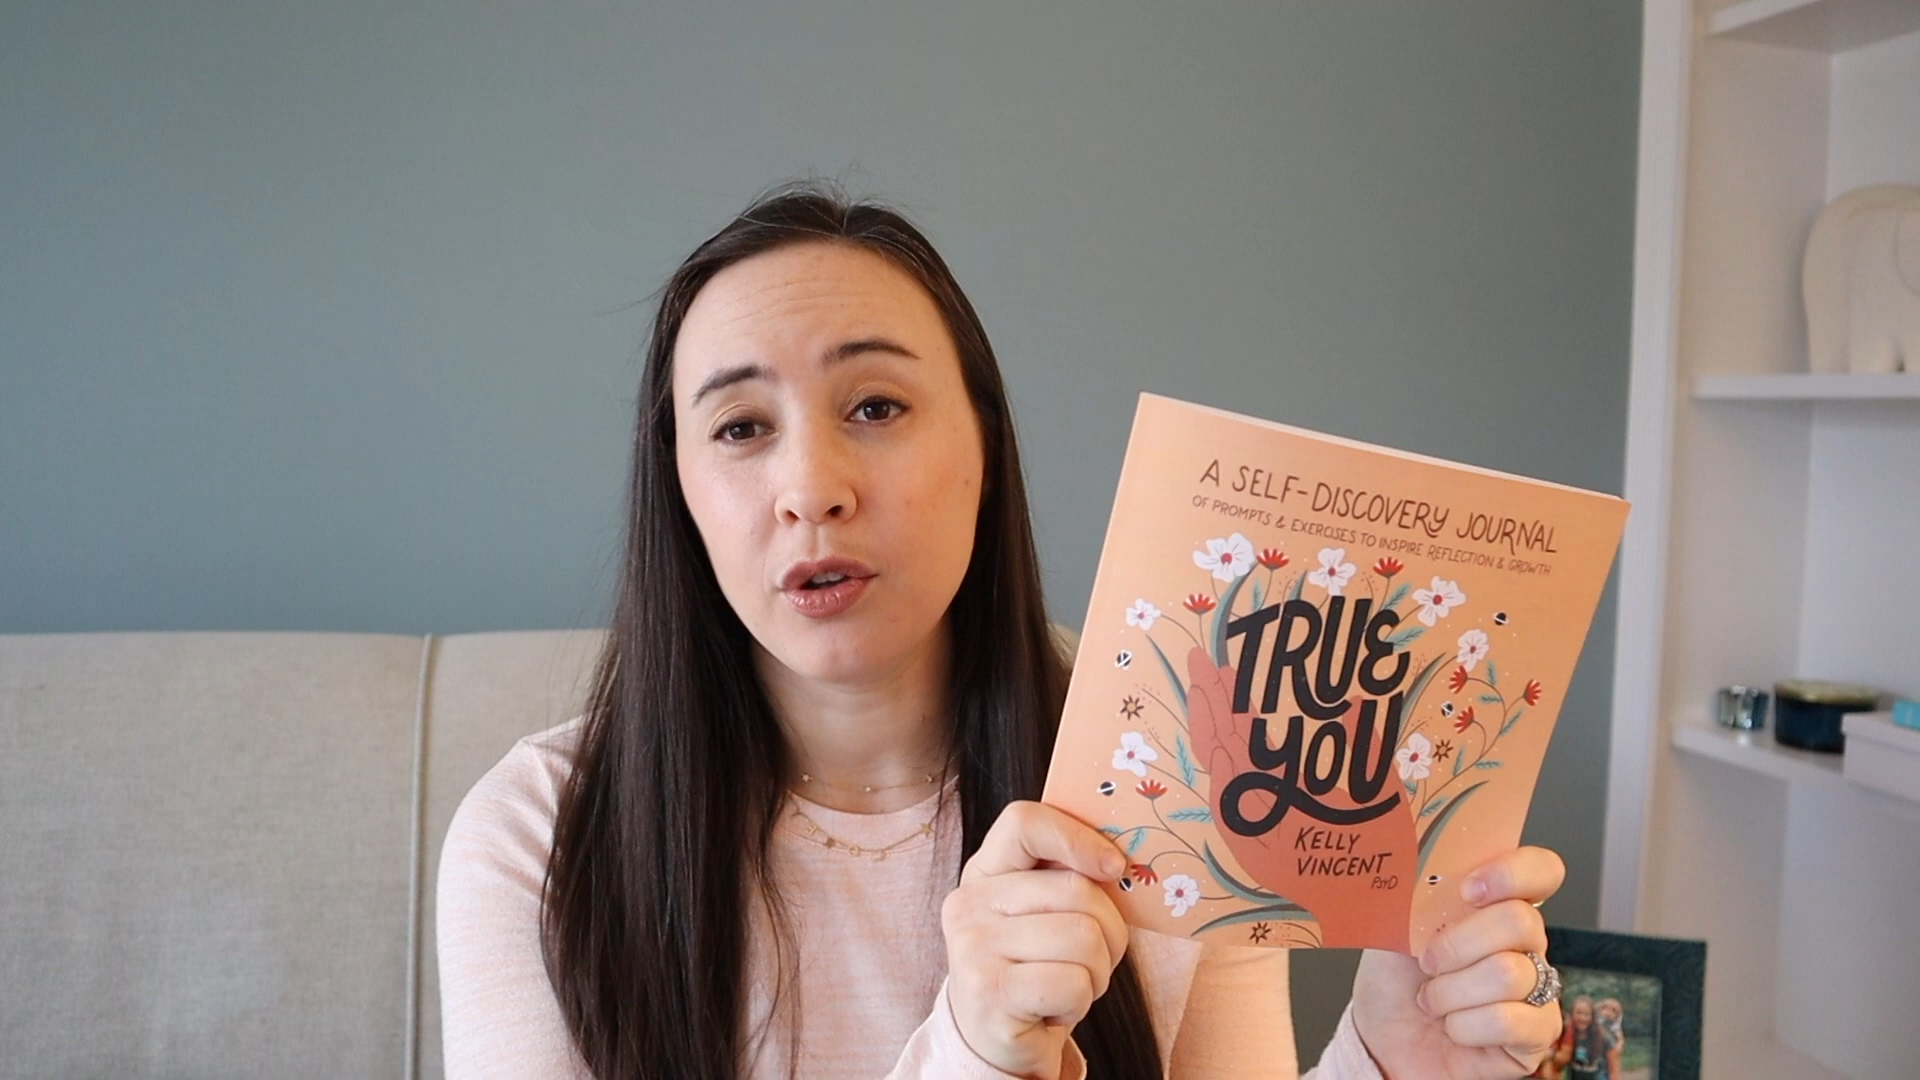 A SELF-DISCOVERY JOURNAL
OF PROMPTS & EXERCISES TO INSPIRE REFLECTION & GROWTH
TRUE
YOU
KELLY
VINCENT
PSYD